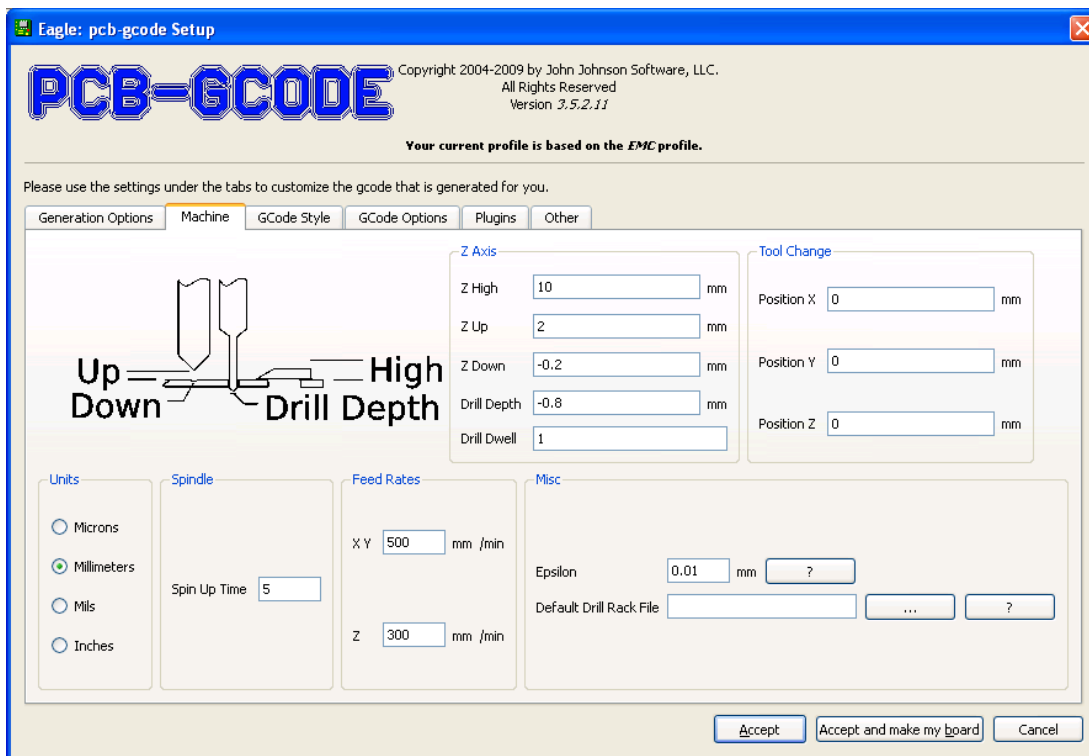 Eagle: pcb-gcode Setup
PCB-GCODE
Copyright 2004-2009 by John Johnson Software, LLC.
All Rights Reserved
Version 3.5.2.11
Your current profile is based on the EMC profile.
Please use the settings under the tabs to customize the gcode that is generated for you.
Generation Options Machine GCode Style GCode Options Plugins Other
Up
Down
High
Drill Depth
Z Axis
Z High 10 mm
Z Up 2 mm
Z Down -0.2 mm
Drill Depth -0.8 mm
Drill Dwell 1
Tool Change
Position X 0 mm
Position Y 0 mm
Position Z 0 mm
Units
Microns
Millimeters
Mils
Inches
Spindle
Spin Up Time 5
Feed Rates
X Y 500 mm /min
Z 300 mm /min
Misc
Epsilon 0.01 mm ?
Default Drill Rack File ... ?
Accept Accept and make my board Cancel